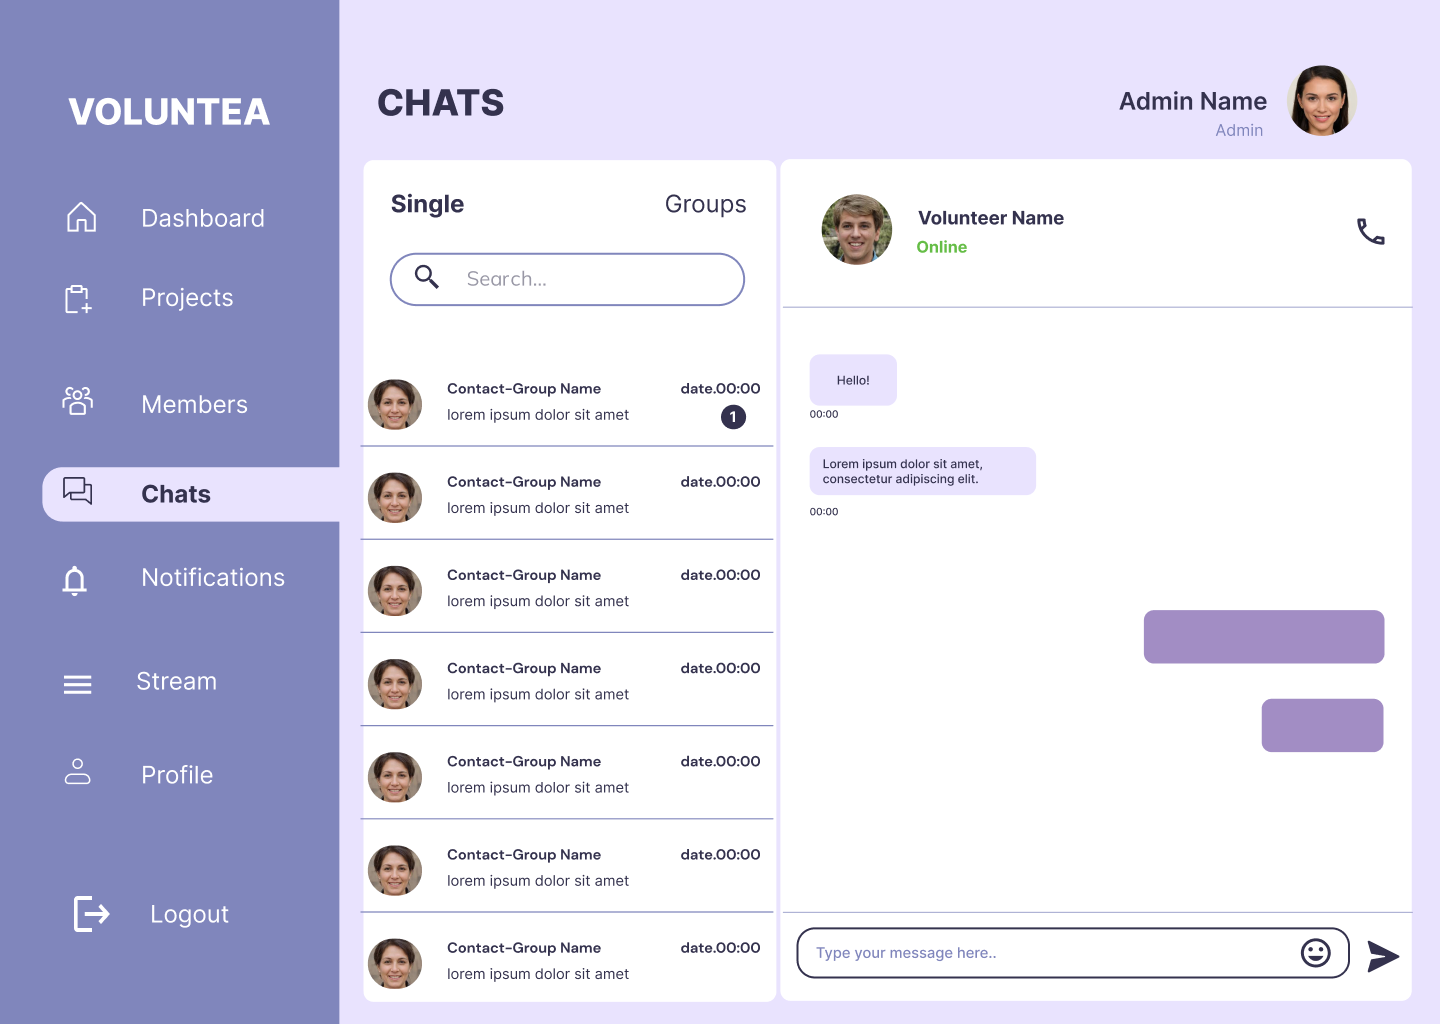 VOLUNTEA
Dashboard
Projects
Members
Chats
Notifications
Stream
Profile
Logout
CHATS
Admin Name
Admin
Single
Groups
Search...
Contact-Group Name
date.00:00
lorem ipsum dolor sit amet
1
Contact-Group Name
date.00:00
lorem ipsum dolor sit amet
Contact-Group Name
date.00:00
lorem ipsum dolor sit amet
Contact-Group Name
date.00:00
lorem ipsum dolor sit amet
Contact-Group Name
date.00:00
lorem ipsum dolor sit amet
Contact-Group Name
date.00:00
lorem ipsum dolor sit amet
Contact-Group Name
date.00:00
lorem ipsum dolor sit amet
Volunteer Name
Online
Hello!
00:00
Lorem ipsum dolor sit amet,
consectetur adipiscing elit.
00:00
Type your message here..